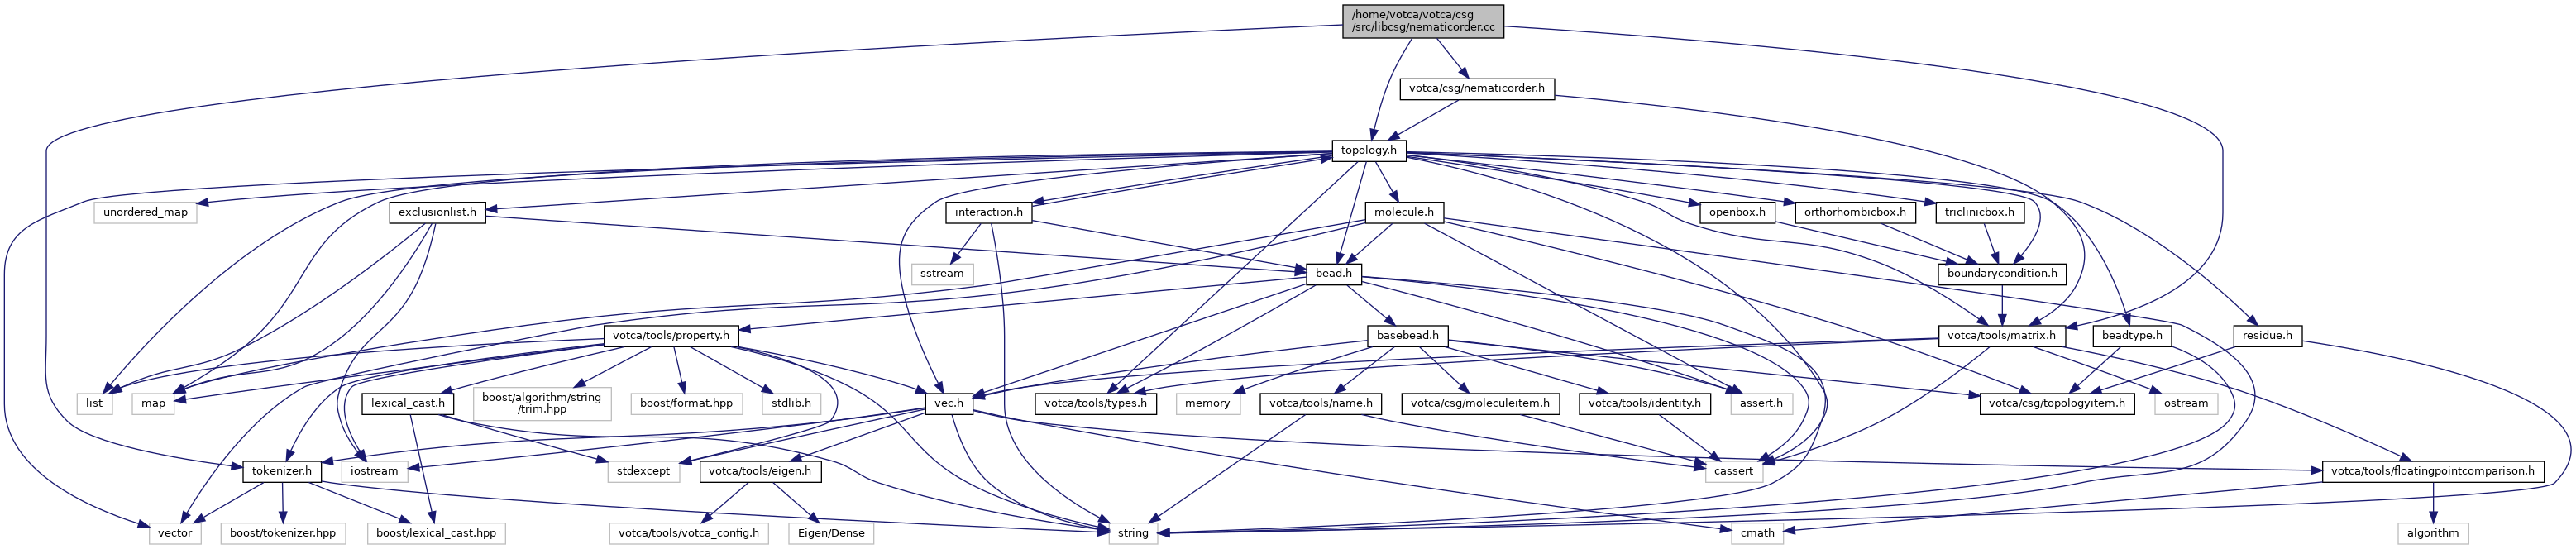 /home/votca/votca/csg
/src/libcsg/nematicorder.cc
votca/csg/nematicorder.h
topology.h
unordered_map
exclusionlist.h
interaction.h
molecule.h
openbox.h
orthorhombicbox.h
triclinicbox.h
sstream
bead.h
boundarycondition.h
votca/tools/property.h
basebead.h
votca/tools/matrix.h
beadtype.h
residue.h
list
map
lexical_cast.h
boost/algorithm/string
/trim.hpp
boost/format.hpp
stdlib.h
vec.h
votca/tools/types.h
memory
votca/tools/name.h
votca/csg/moleculeitem.h
votca/tools/identity.h
assert.h
votca/csg/topologyitem.h
ostream
tokenizer.h
iostream
stdexcept
votca/tools/eigen.h
cassert
votca/tools/floatingpointcomparison.h
vector
boost/tokenizer.hpp
boost/lexical_cast.hpp
votca/tools/votca_config.h
Eigen/Dense
string
cmath
algorithm